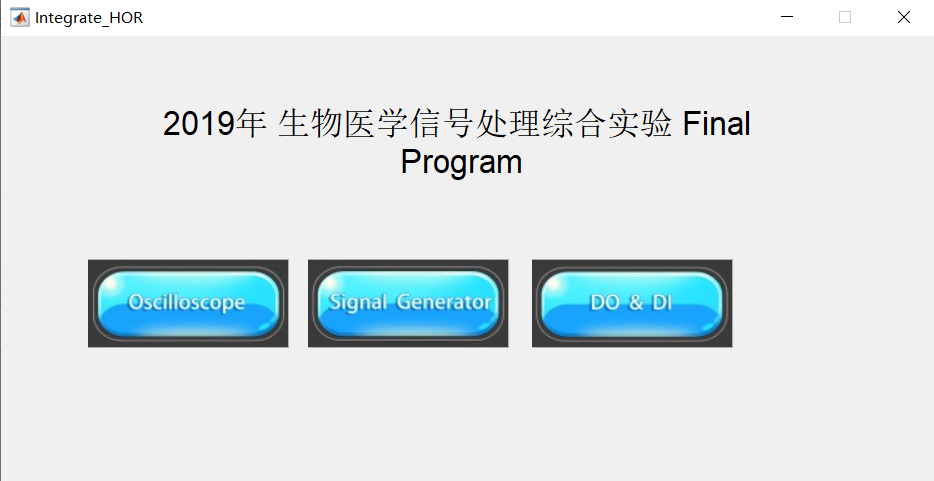 Integrate_HOR
2019年 生物医学信号处理综合实验 Final
Program
Oscilloscope
Signal Generator
DO & DI